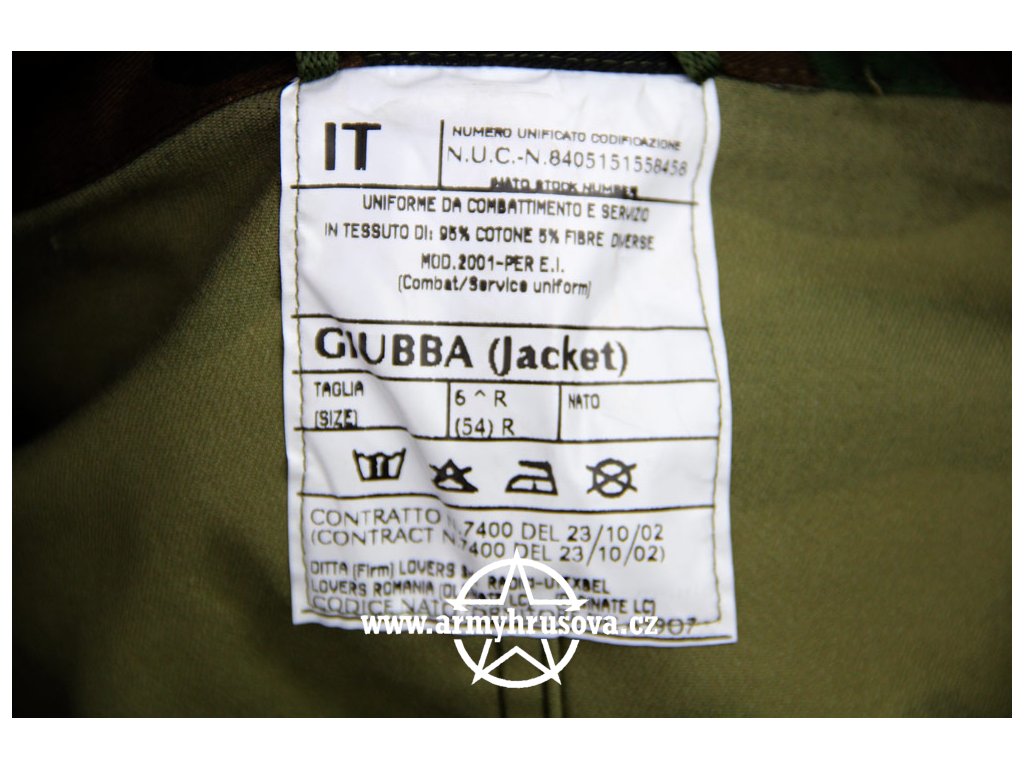 IT
NUMERO UNIFICATO CODIFICAZIONE
N.U.C.-N.8405151558458
NATO STOCK NUMBER
UNIFORME DA COMBATTIMENTO E SERVIZIO
IN TESSUTO DI: 95% COTONE 5% FIBRE DIVERSE
MOD.2001-PER E.I.
(Combat/Service uniform)
GIUBBA (Jacket)
TAGLIA
(SIZE)
6 ^ R
(54) R
NATO
CONTRATTO N.7400 DEL 23/10/02
(CONTRACT N.7400 DEL 23/10/02)
DITTA (Firm) LOVERS
LOVERS ROMANIA LC)
CODICE NATO 907
www.armyhrusova.cz